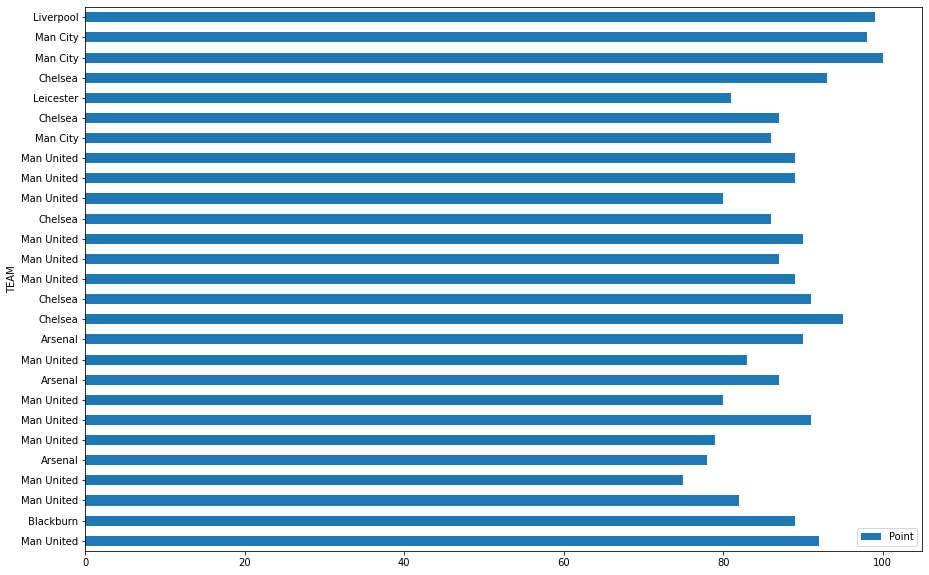 Liverpool
Man City
Man City
Chelsea
Leicester
Chelsea
Man City
Man United
Man United
Man United
Chelsea
Man United
Man United
Man United
Chelsea
Chelsea
Arsenal
Man United
Arsenal
Man United
Man United
Man United
Arsenal
Man United
Man United
Blackburn
Man United
TEAM
Point
0 20 40 60 80 100